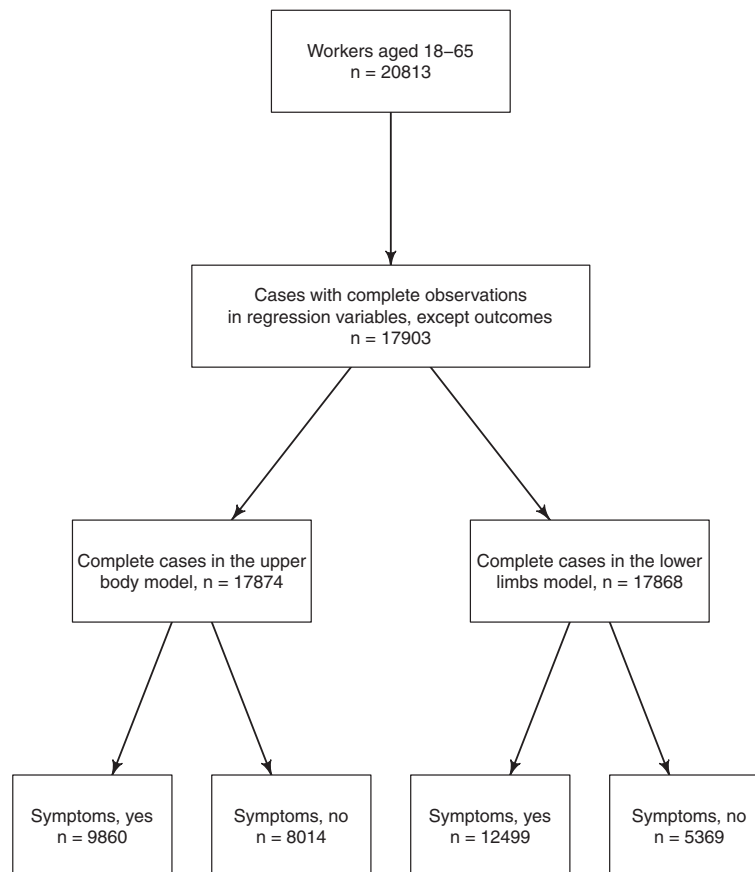 Workers aged 18–65
n = 20813
Cases with complete observations
in regression variables, except outcomes
n = 17903
Complete cases in the upper
body model, n = 17874
Complete cases in the lower
limbs model, n = 17868
Symptoms, yes
n = 9860
Symptoms, no
n = 8014
Symptoms, yes
n = 12499
Symptoms, no
n = 5369